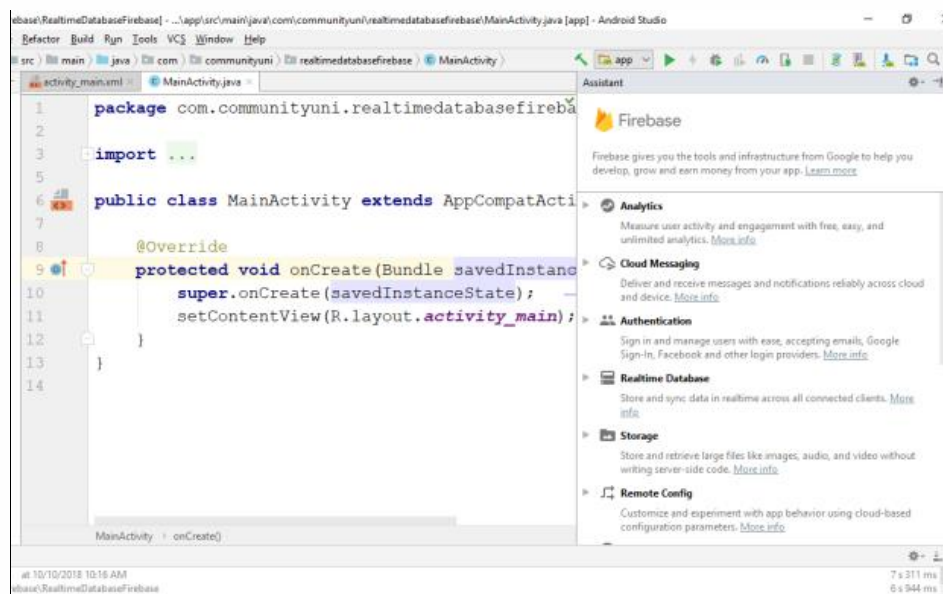 ebase\RealtimeDatabaseFirebase] - ...\app\src\main\java\com\communityuni\realtimedatabasefirebase\MainActivity.java [app] - Android Studio
Refactor Build Run Tools VCS Window Help
src main java com communityuni realtimedatabasefirebase MainActivity app
activity_main.xml MainActivity.java
1 package com.communityuni.realtimedatabasefireba
2
3 import ...
5
6 public class MainActivity extends AppCompatActi
7
8 @Override
9 protected void onCreate(Bundle savedInstanc
10 super.onCreate(savedInstanceState);
11 setContentView(R.layout.activity_main);
12 }
13 }
14
MainActivity onCreate()
Assistant
Firebase
Firebase gives you the tools and infrastructure from Google to help you
develop, grow and earn money from your app. Learn more
Analytics
Measure user activity and engagement with free, easy, and
unlimited analytics. More info
Cloud Messaging
Deliver and receive messages and notifications reliably across cloud
and device. More info
Authentication
Sign in and manage users with ease, accepting emails, Google
Sign-In, Facebook and other login providers. More info
Realtime Database
Store and sync data in realtime across all connected clients. More
info
Storage
Store and retrieve large files like images, audio, and video without
writing server-side code. More info
Remote Config
Customize and experiment with app behavior using cloud-based
configuration parameters. More info
at 10/10/2018 10:16 AM 7 s 311 ms
ebase\RealtimeDatabaseFirebase 6 s 944 ms